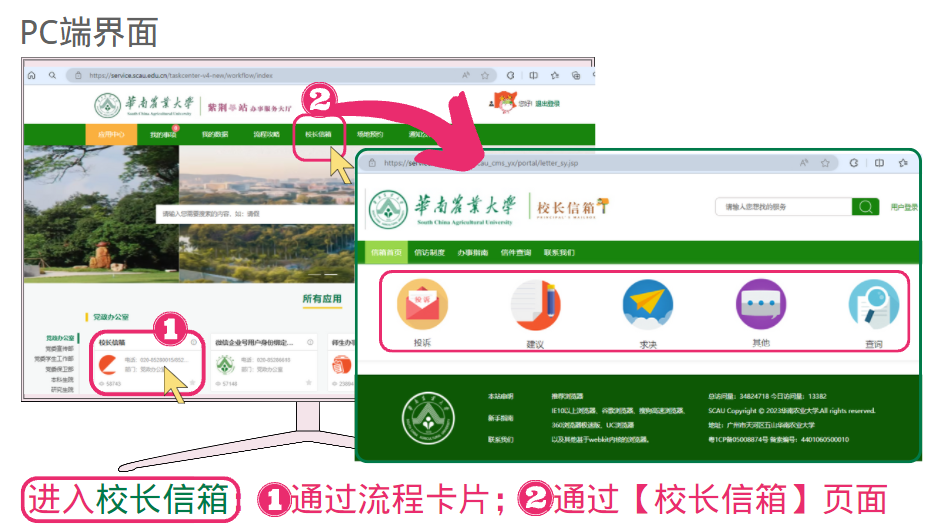 PC端界面
https://service.scau.edu.cn/taskcenter-v4-new/workflow/index
華南農業大學
South China Agricultural University
紫荆e站 办事服务大厅
您好! 退出登录
2
应用中心 我的事项 我的数据 流程攻略 校长信箱 场地预约
请输入您需要搜索的内容，如：请假
所有应用
党政办公室
1
党政办公室
党委宣传部
党委学生工作部
党委保卫部
本科生院
研究生院
校长信箱
部门：党政办公室
58743
微信企业号用户身份绑定...
电话：020-85280645
部门：党政办公室
57146
师生办事
_cms_yx/portal/letter_sy.jsp
華南農業大學
South China Agricultural University
校长信箱
PRINCIPAL'S MAILBOX
请输入您想找的服务
用户登录
信箱首页 信访制度 办事指南 信件查询 联系我们
投诉
投诉 建议 求决 其他 查询
本站声明
新手指南
联系我们
推荐浏览器
IE10以上浏览器、谷歌浏览器、搜狗高速浏览器、
360浏览器极速版、UC浏览器
以及其他基于webkit内核的浏览器。
总访问量：34824718 今日访问量：13382
SCAU Copyright © 2023华南农业大学.All rights reserved.
地址：广州市天河区五山华南农业大学
粤ICP备05008874号 备案编号：4401060500010
进入校长信箱：1通过流程卡片；2通过【校长信箱】页面